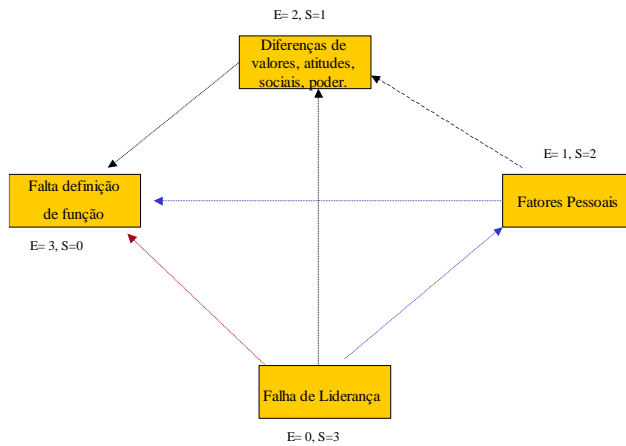 E= 2, S=1
Diferenças de
valores, atitudes,
sociais, poder.
E= 1, S=2
Falta definição
de função
Fatores Pessoais
E= 3, S=0
Falha de Liderança
E= 0, S=3